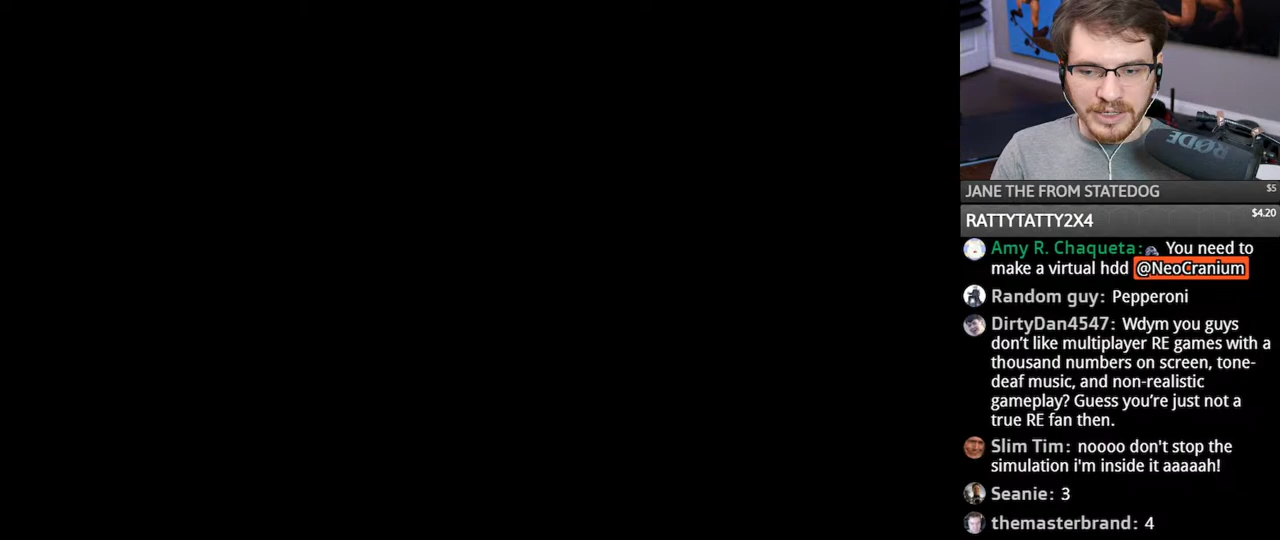 RØDE
JANE THE FROM STATEDOG $5
RATTYTATTY2X4 $4.20
Amy R. Chaqueta: You need to
make a virtual hdd @NeoCranium
Random guy: Pepperoni
DirtyDan4547: Wdym you guys
don't like multiplayer RE games with a
thousand numbers on screen, tone-
deaf music, and non-realistic
gameplay? Guess you're just not a
true RE fan then.
Slim Tim: noooo don't stop the
simulation i'm inside it aaaaah!
Seanie: 3
themasterbrand: 4